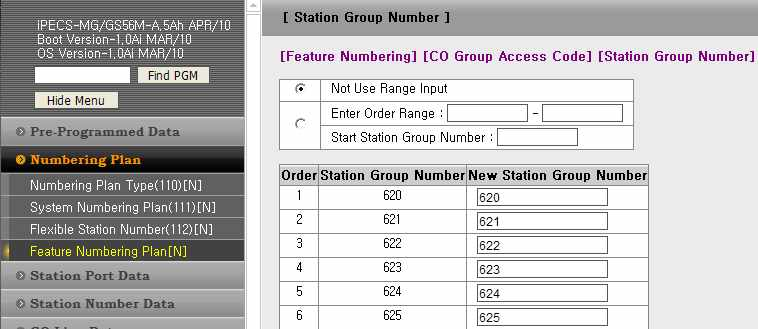 iPECS-MG/GS56M-A.5Ah APR/10
Boot Version-1.0Ai MAR/10
OS Version-1.0Ai MAR/10
Find PGM
Hide Menu
Pre-Programmed Data
Numbering Plan
Numbering Plan Type(110)[N]
System Numbering Plan(111)[N]
Flexible Station Number(112)[N]
Feature Numbering Plan[N]
Station Port Data
Station Number Data
[ Station Group Number ]
[Feature Numbering] [CO Group Access Code] [Station Group Number]
Not Use Range Input
Enter Order Range : -
Start Station Group Number :
Order Station Group Number New Station Group Number
1 620 620
2 621 621
3 622 622
4 623 623
5 624 624
6 625 625